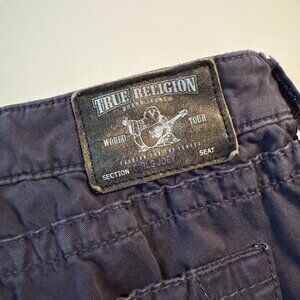 TRUE RELIGION
BRAND JEANS
WORLD TOUR
SECTION
SEAT